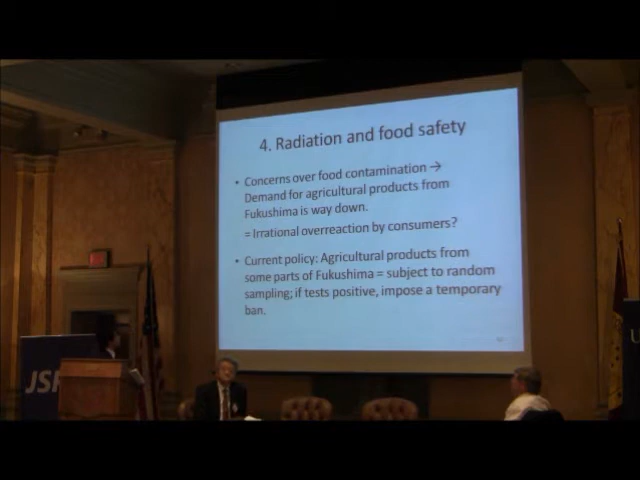 4. Radiation and food safety
• Concerns over food contamination →
Demand for agricultural products from
Fukushima is way down.
= Irrational overreaction by consumers?
• Current policy: Agricultural products from
some parts of Fukushima = subject to random
sampling; if tests positive, impose a temporary
ban.
JSP
U